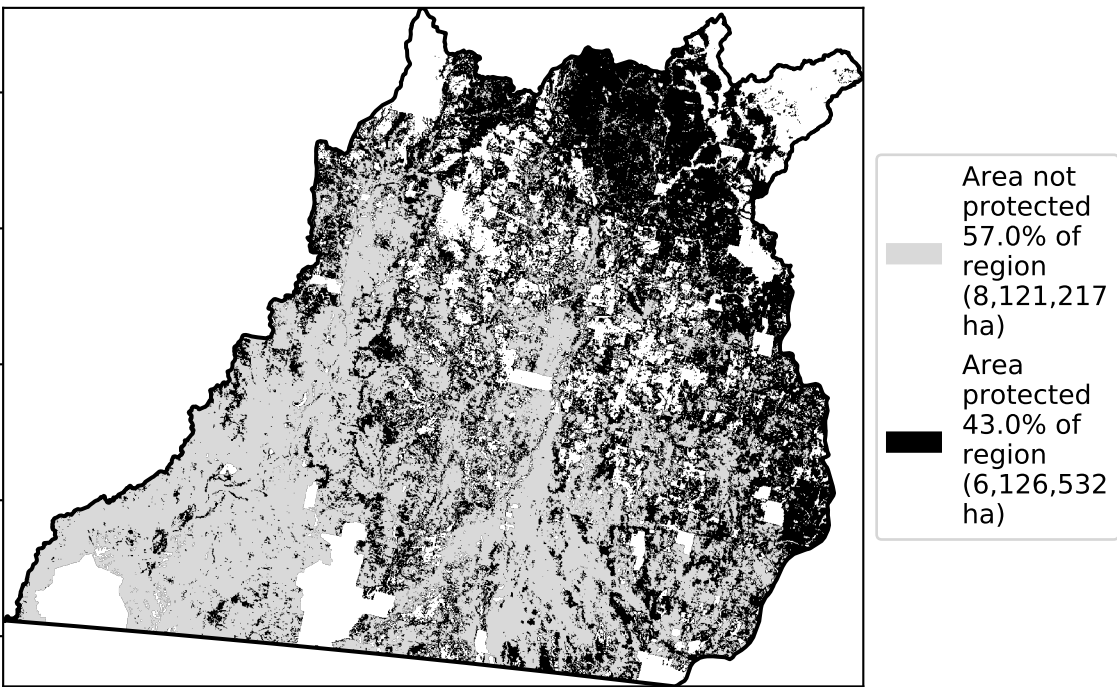 Area not
protected
57.0% of
region
(8,121,217
ha)
Area
protected
43.0% of
region
(6,126,532
ha)